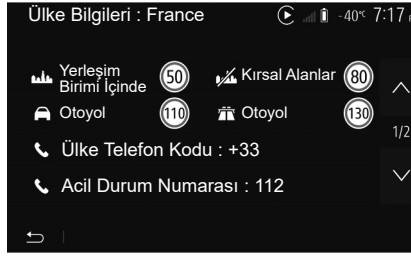 Ülke Bilgileri : France -40°C 7:17
Yerleşim
Birimi İçinde 50 Kırsal Alanlar 80
Otoyol 110 Otoyol 130
1/2
Ülke Telefon Kodu : +33
Acil Durum Numarası : 112